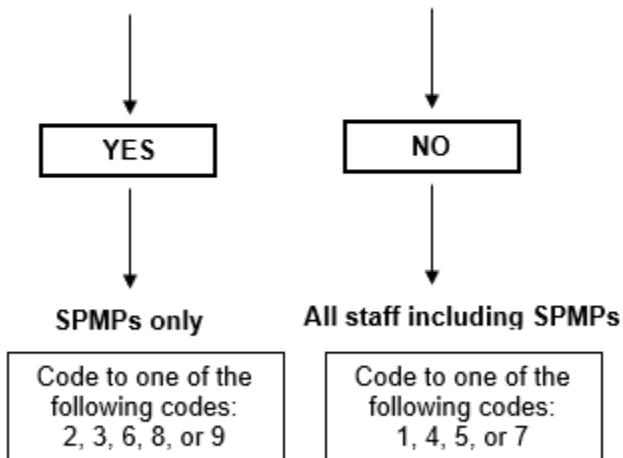 YES
NO
SPMPs only
All staff including SPMPs
Code to one of the
following codes:
2, 3, 6, 8, or 9
Code to one of the
following codes:
1, 4, 5, or 7